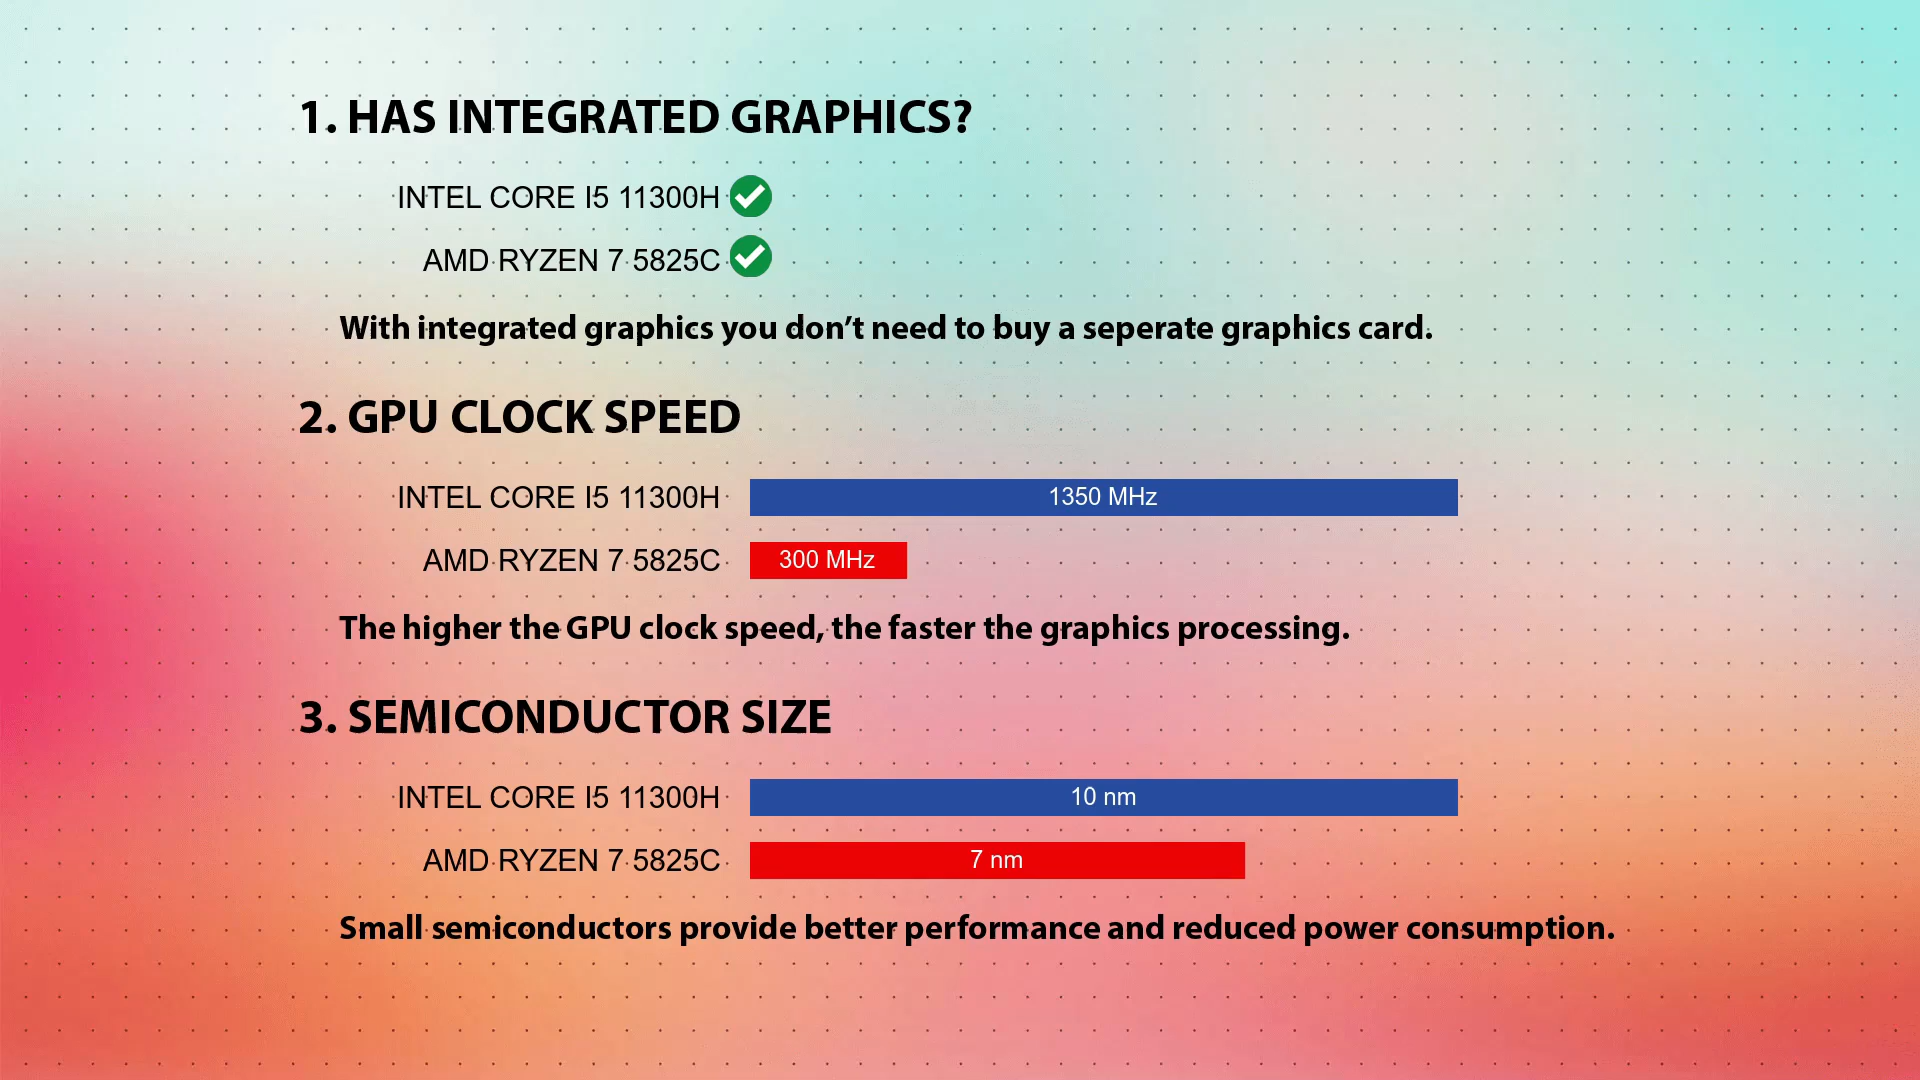 1. HAS INTEGRATED GRAPHICS?
INTEL CORE I5 11300H
AMD RYZEN 7 5825C
With integrated graphics you don’t need to buy a seperate graphics card.
2. GPU CLOCK SPEED
INTEL CORE I5 11300H 1350 MHz
AMD RYZEN 7 5825C 300 MHz
The higher the GPU clock speed, the faster the graphics processing.
3. SEMICONDUCTOR SIZE
INTEL CORE I5 11300H 10 nm
AMD RYZEN 7 5825C 7 nm
Small semiconductors provide better performance and reduced power consumption.